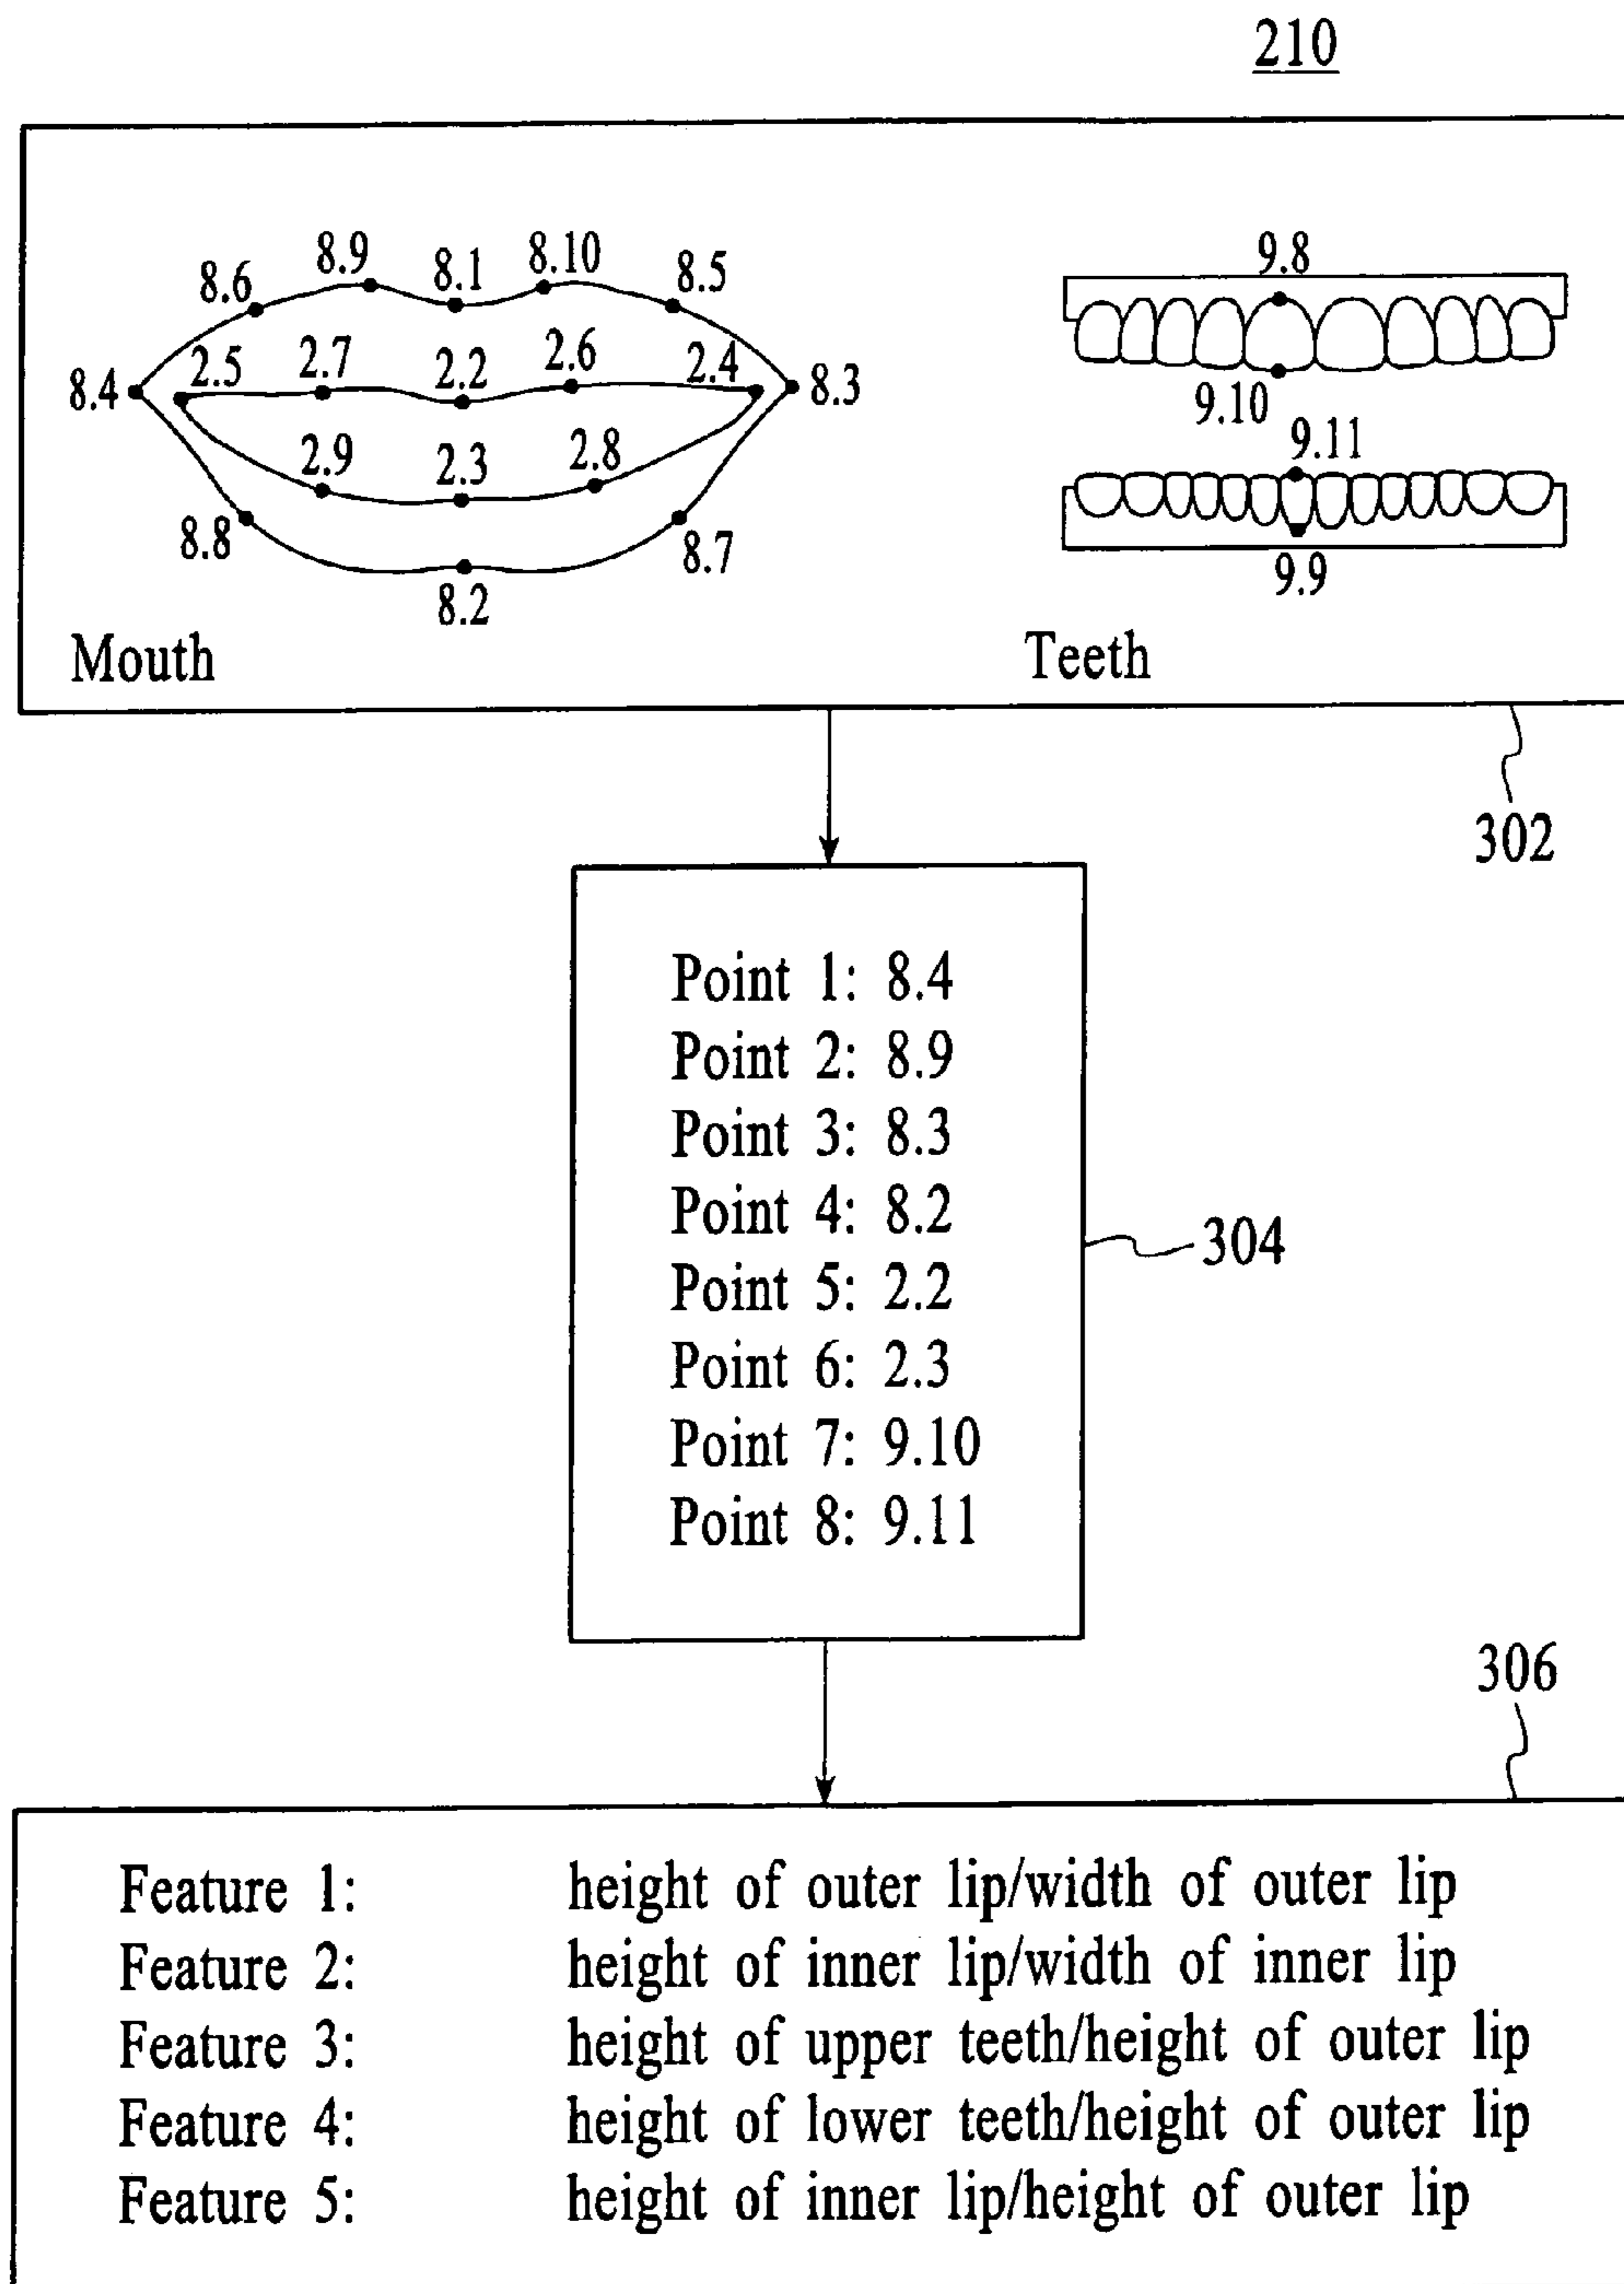 210
8.9 8.1 8.10 8.5
8.6
2.5 2.7 2.2 2.6 2.4
8.4 8.3
2.9 2.3 2.8
8.8 8.7
8.2
Mouth
9.8
9.10
9.11
9.9
Teeth
302
Point 1: 8.4
Point 2: 8.9
Point 3: 8.3
Point 4: 8.2
Point 5: 2.2
Point 6: 2.3
Point 7: 9.10
Point 8: 9.11
304
306
Feature 1: height of outer lip/width of outer lip
Feature 2: height of inner lip/width of inner lip
Feature 3: height of upper teeth/height of outer lip
Feature 4: height of lower teeth/height of outer lip
Feature 5: height of inner lip/height of outer lip